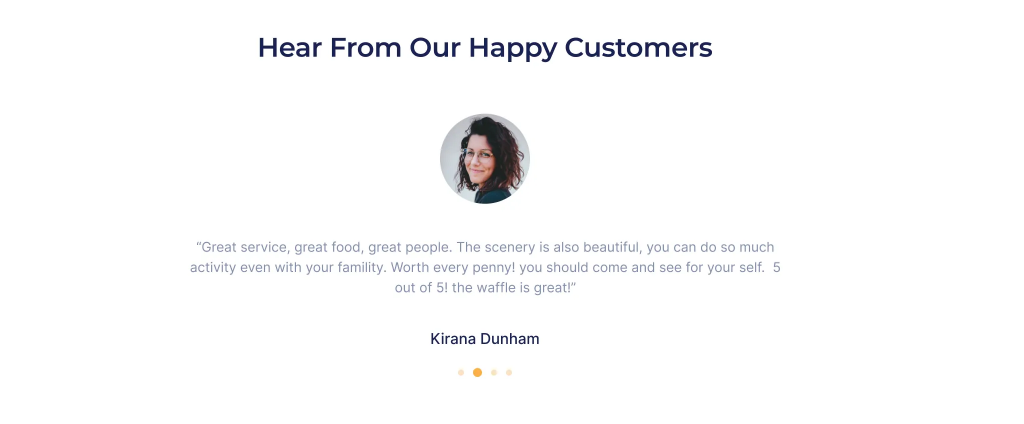 Hear From Our Happy Customers
“Great service, great food, great people. The scenery is also beautiful, you can do so much
activity even with your famility. Worth every penny! you should come and see for your self.  5
out of 5! the waffle is great!”
Kirana Dunham